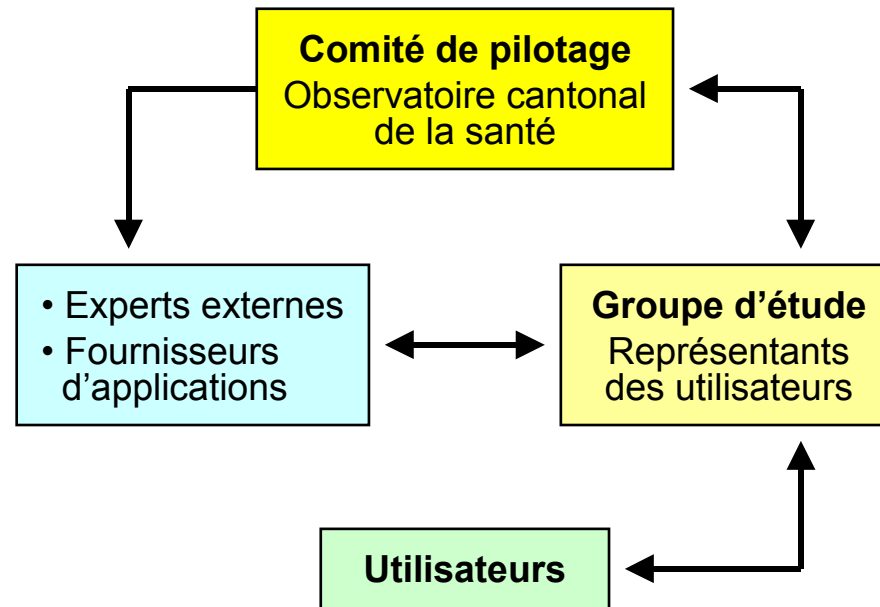 Comité de pilotage
Observatoire cantonal
de la santé
• Experts externes
• Fournisseurs
d’applications
Groupe d’étude
Représentants
des utilisateurs
Utilisateurs